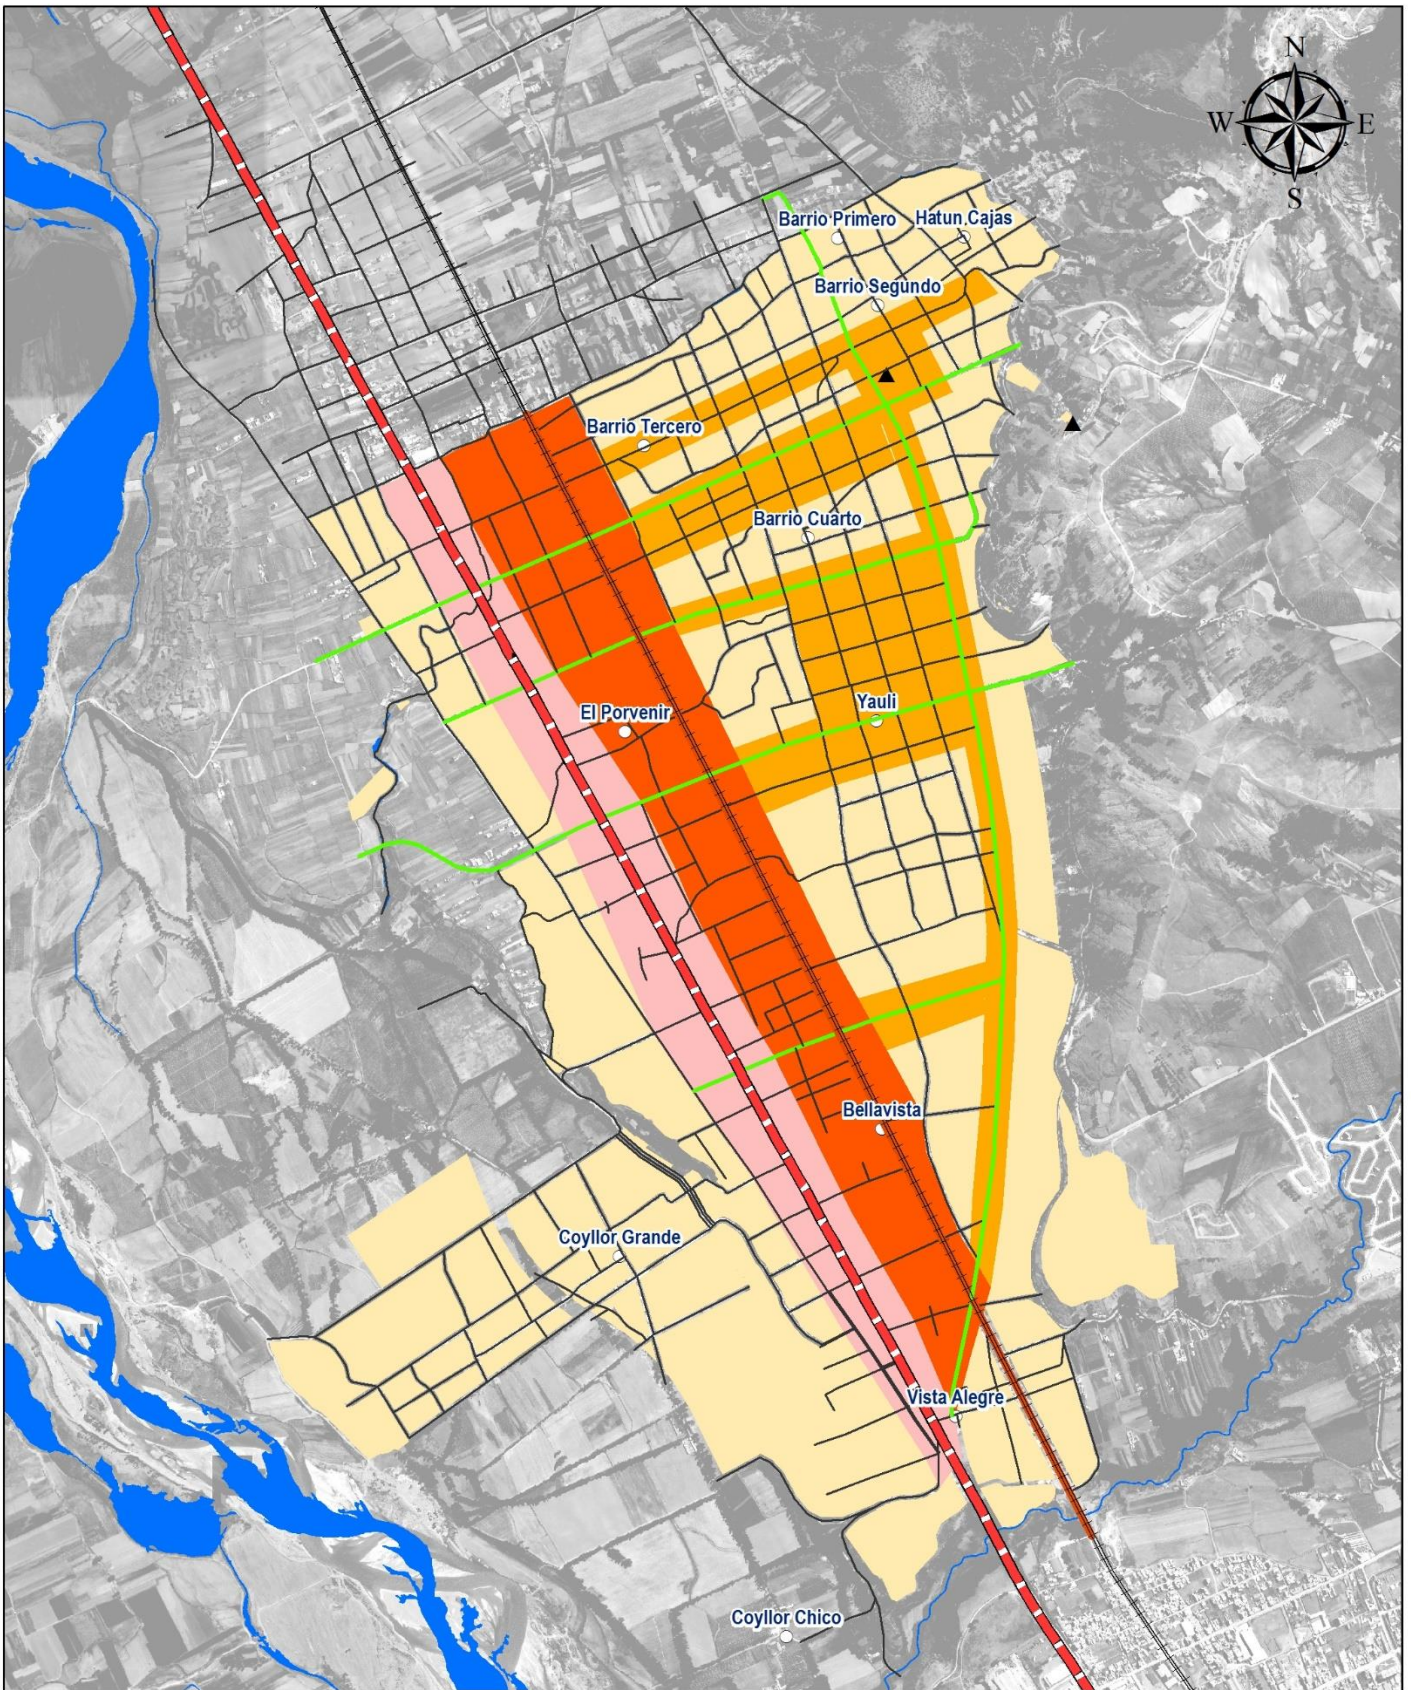 N
W E
S
Barrio Primero Hatun Cajas
Barrio Segundo
Barrio Tercero
Barrio Cuarto
Yauli
El Porvenir
Bellavista
Coyllor Grande
Vista Alegre
Coyllor Chico